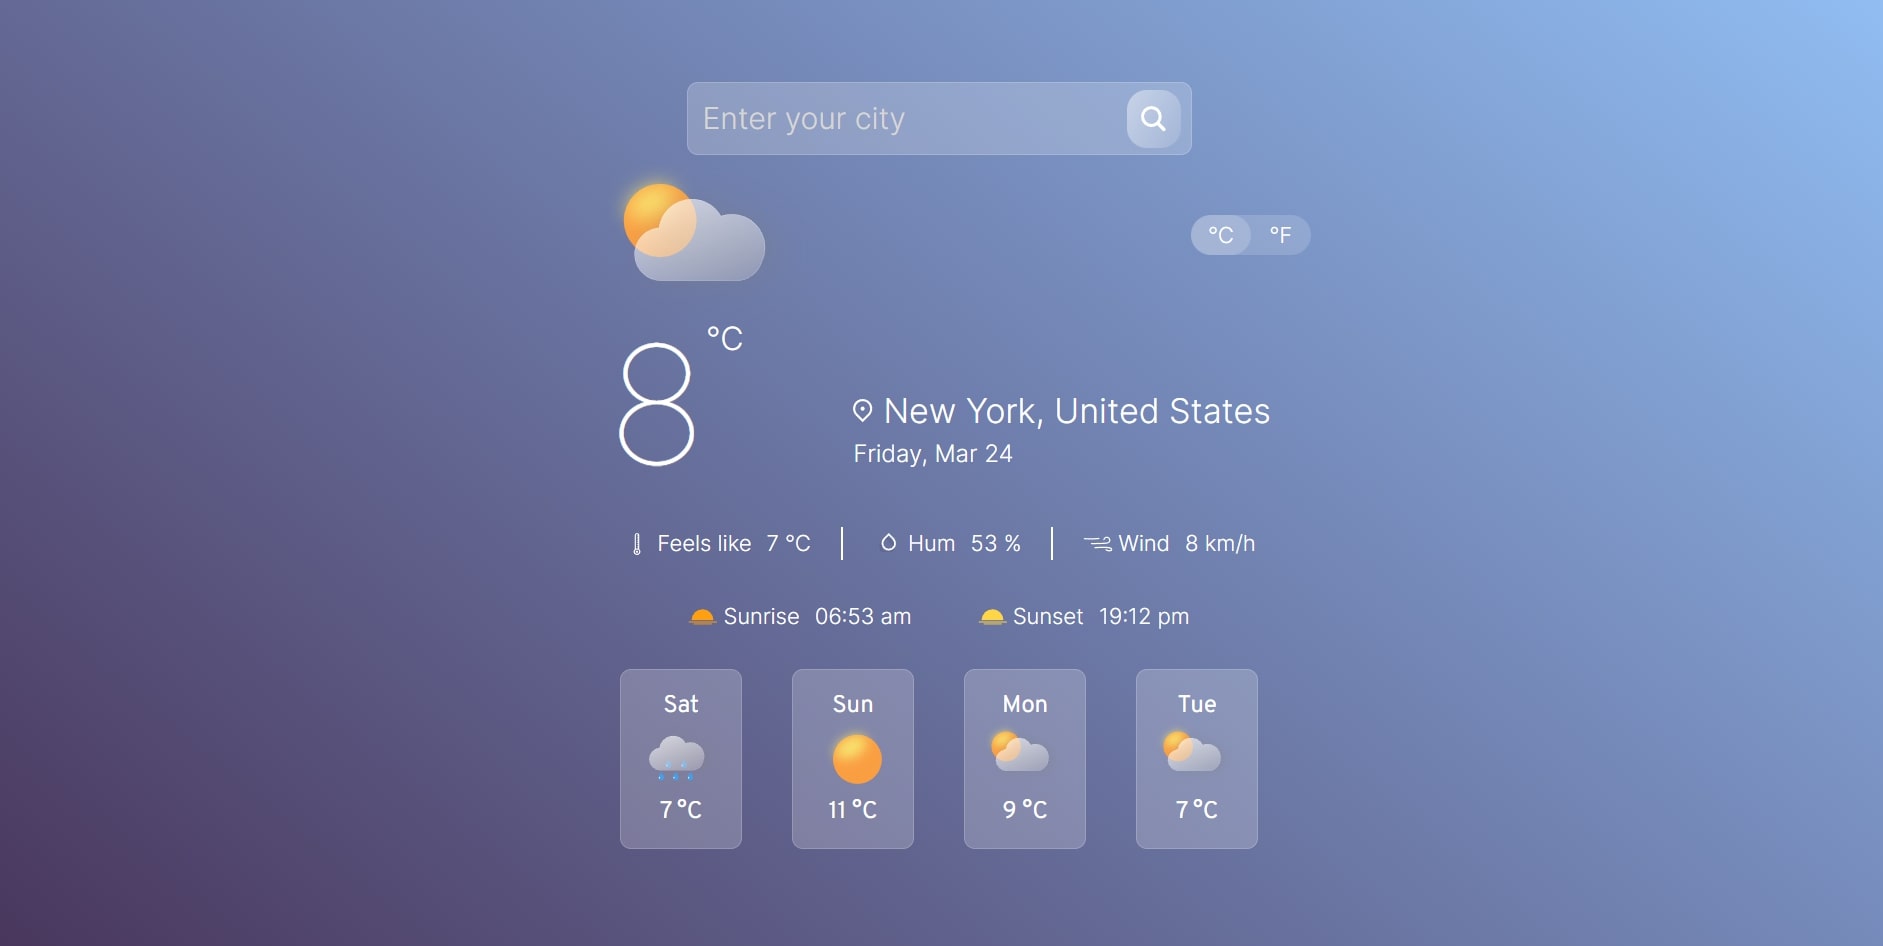 Enter your city
°C °F
8 °C
New York, United States
Friday, Mar 24
Feels like 7 °C Hum 53 % Wind 8 km/h
Sunrise 06:53 am Sunset 19:12 pm
Sat Sun Mon Tue
7 °C 11 °C 9 °C 7 °C